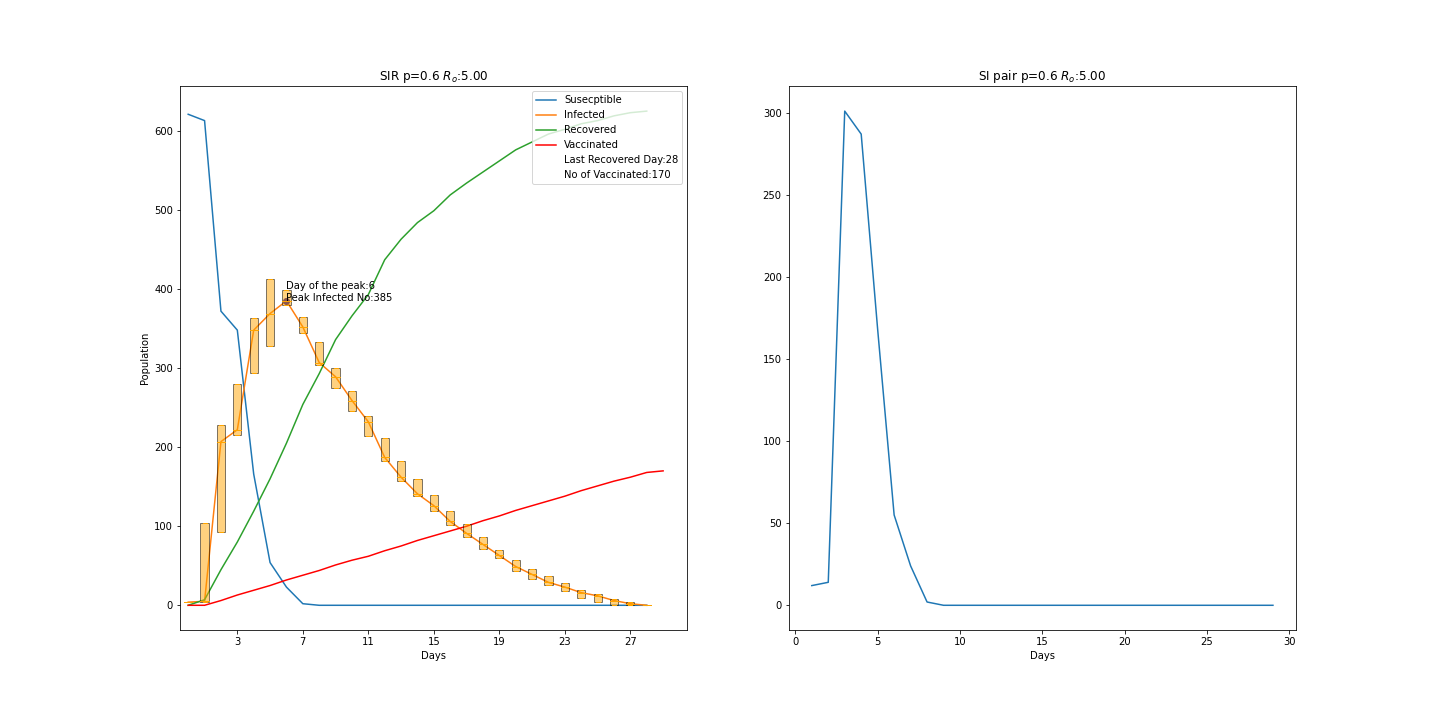 SIR p=0.6 Ro:5.00
Susecptible
Infected
Recovered
Vaccinated
Last Recovered Day:28
No of Vaccinated:170
Day of the peak:6
Peak Infected No:385
600
500
400
300
200
100
0
Population
3 7 11 15 19 23 27
Days
SI pair p=0.6 Ro:5.00
300
250
200
150
100
50
0
0 5 10 15 20 25 30
Days